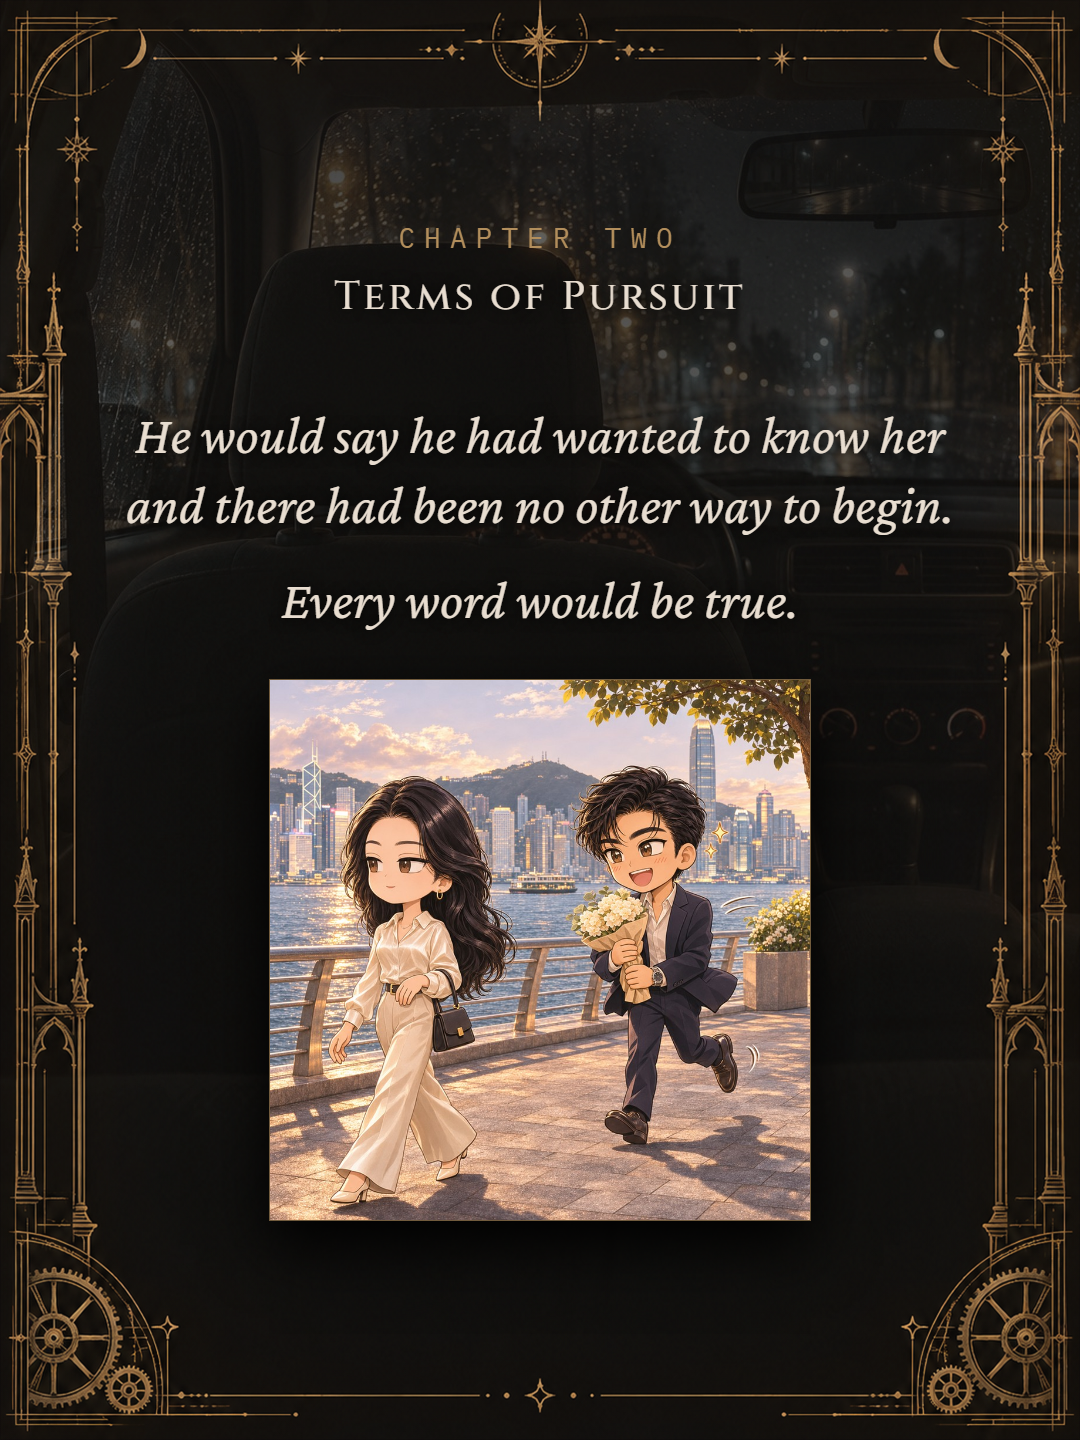 CHAPTER TWO
Terms of Pursuit
He would say he had wanted to know her
and there had been no other way to begin.
Every word would be true.